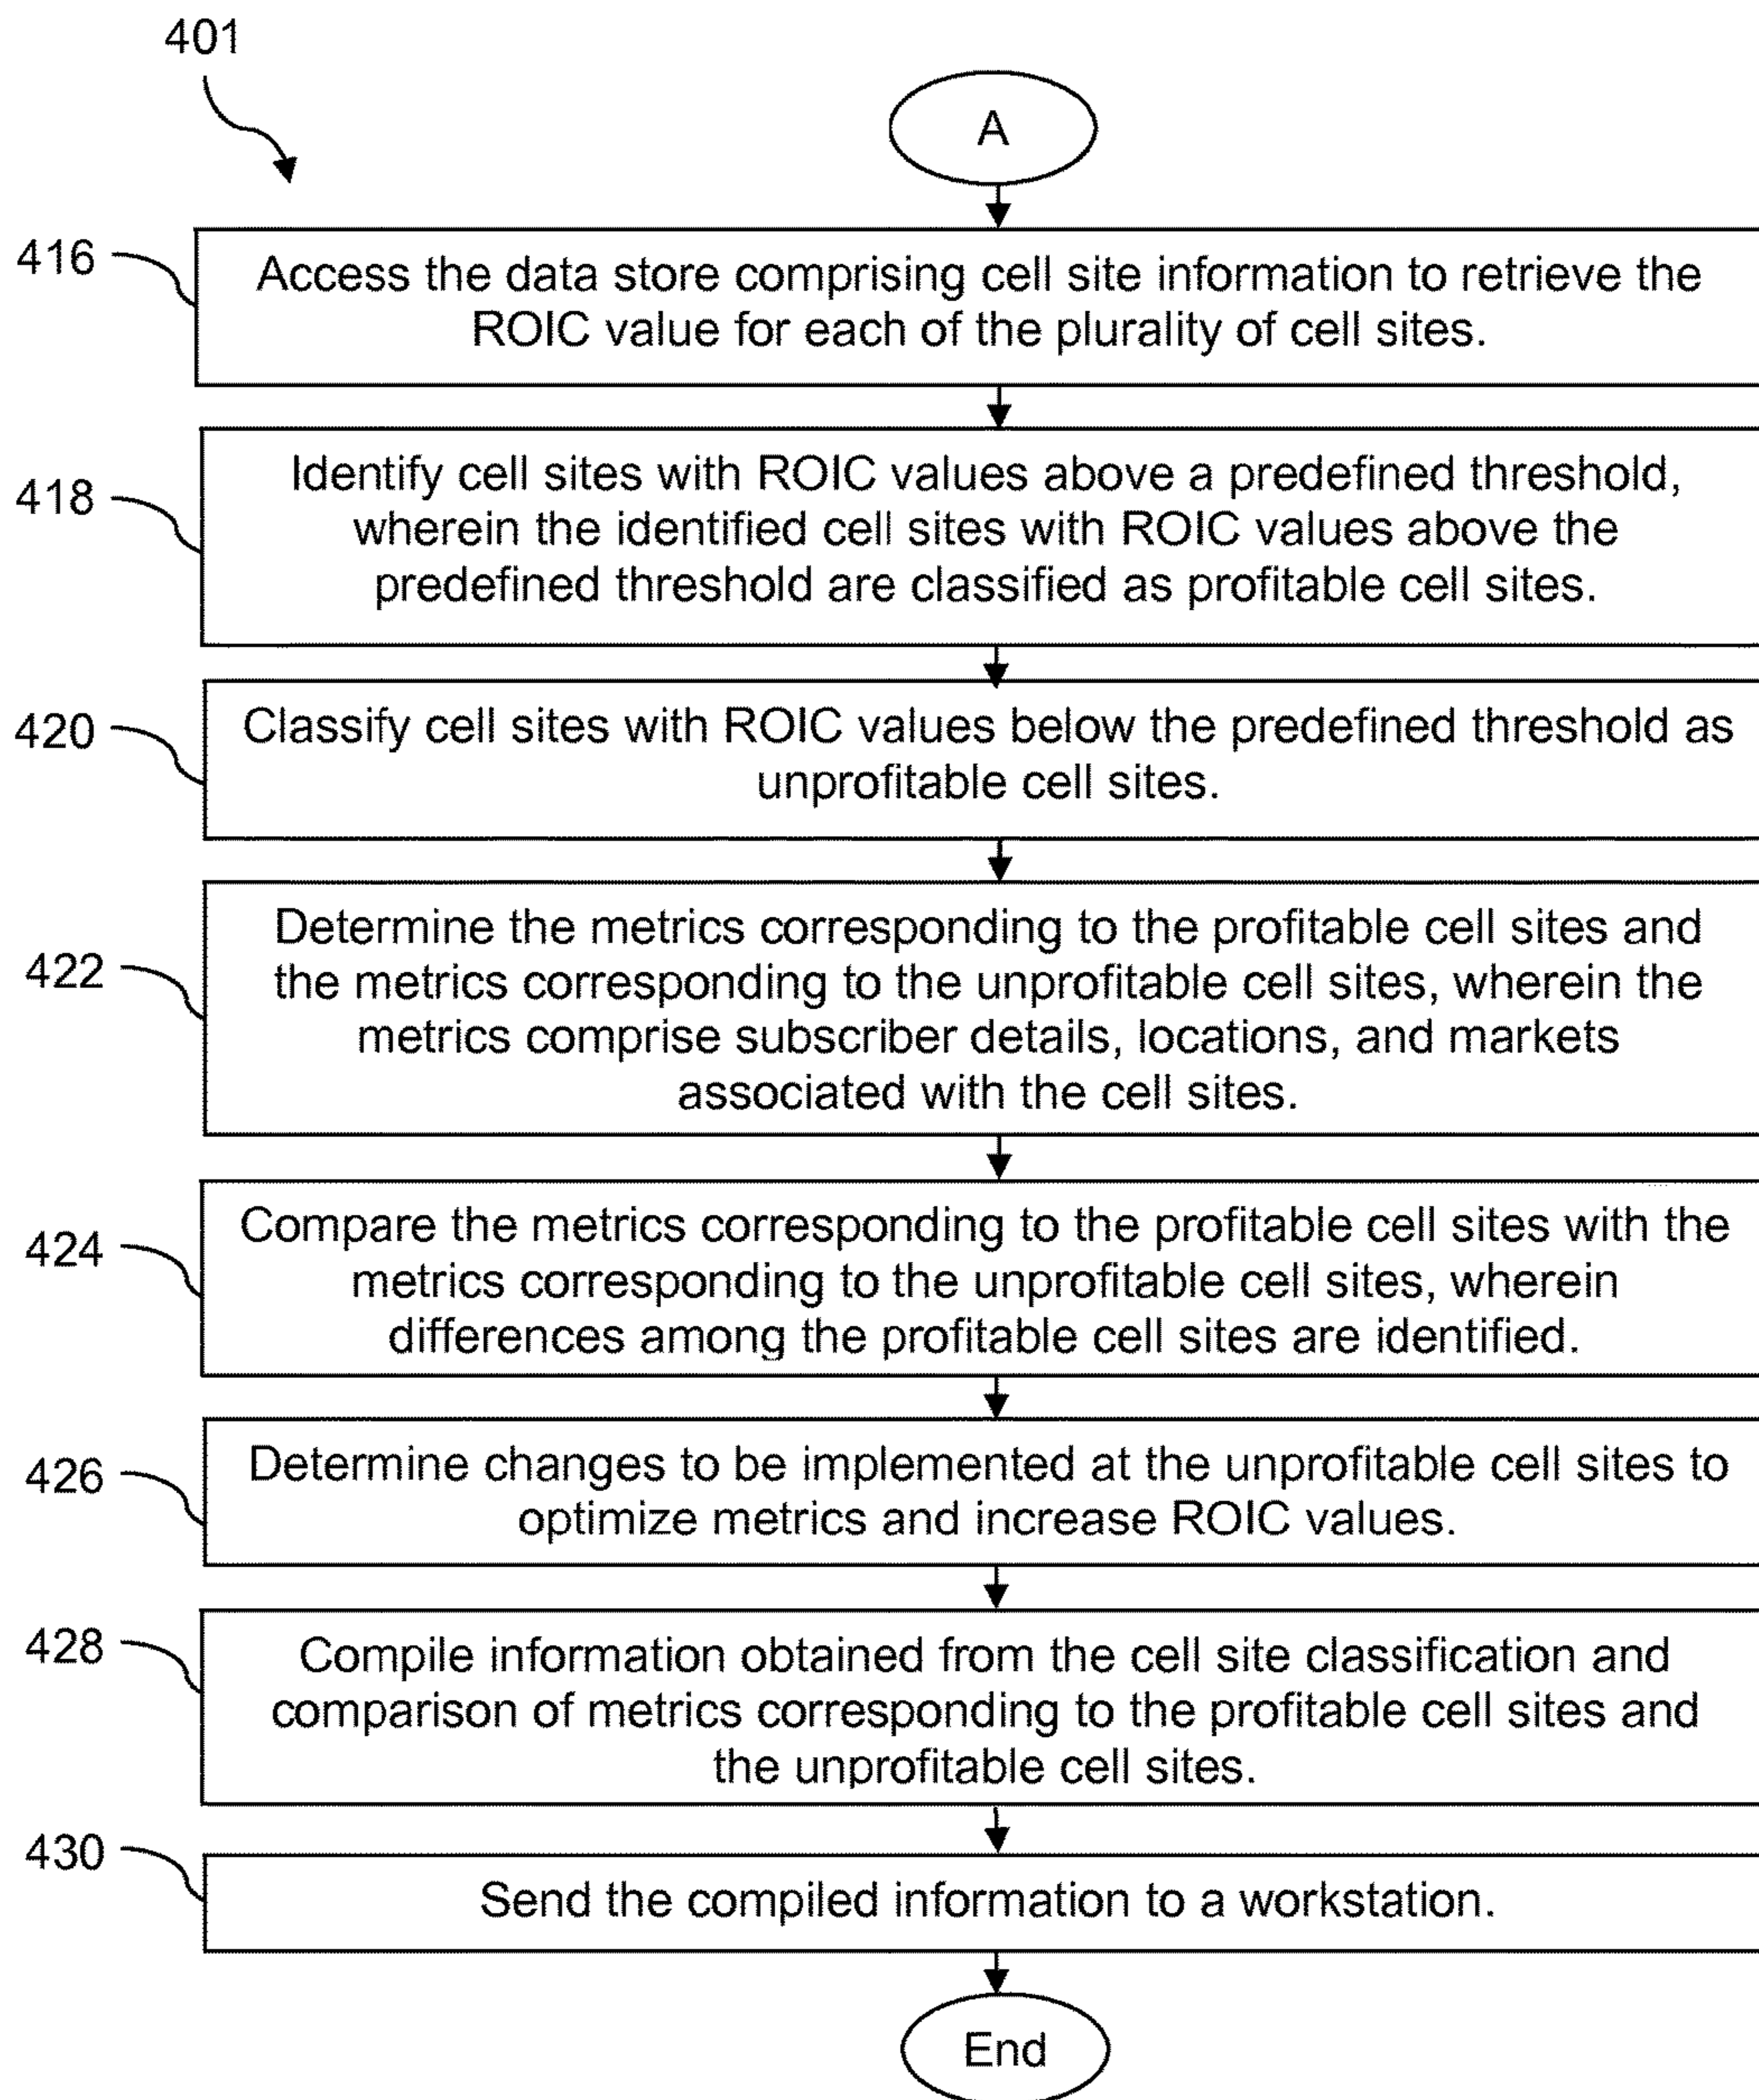 401
A
416
Access the data store comprising cell site information to retrieve the
ROIC value for each of the plurality of cell sites.
418
Identify cell sites with ROIC values above a predefined threshold,
wherein the identified cell sites with ROIC values above the
predefined threshold are classified as profitable cell sites.
420
Classify cell sites with ROIC values below the predefined threshold as
unprofitable cell sites.
422
Determine the metrics corresponding to the profitable cell sites and
the metrics corresponding to the unprofitable cell sites, wherein the
metrics comprise subscriber details, locations, and markets
associated with the cell sites.
424
Compare the metrics corresponding to the profitable cell sites with the
metrics corresponding to the unprofitable cell sites, wherein
differences among the profitable cell sites are identified.
426
Determine changes to be implemented at the unprofitable cell sites to
optimize metrics and increase ROIC values.
428
Compile information obtained from the cell site classification and
comparison of metrics corresponding to the profitable cell sites and
the unprofitable cell sites.
430
Send the compiled information to a workstation.
End